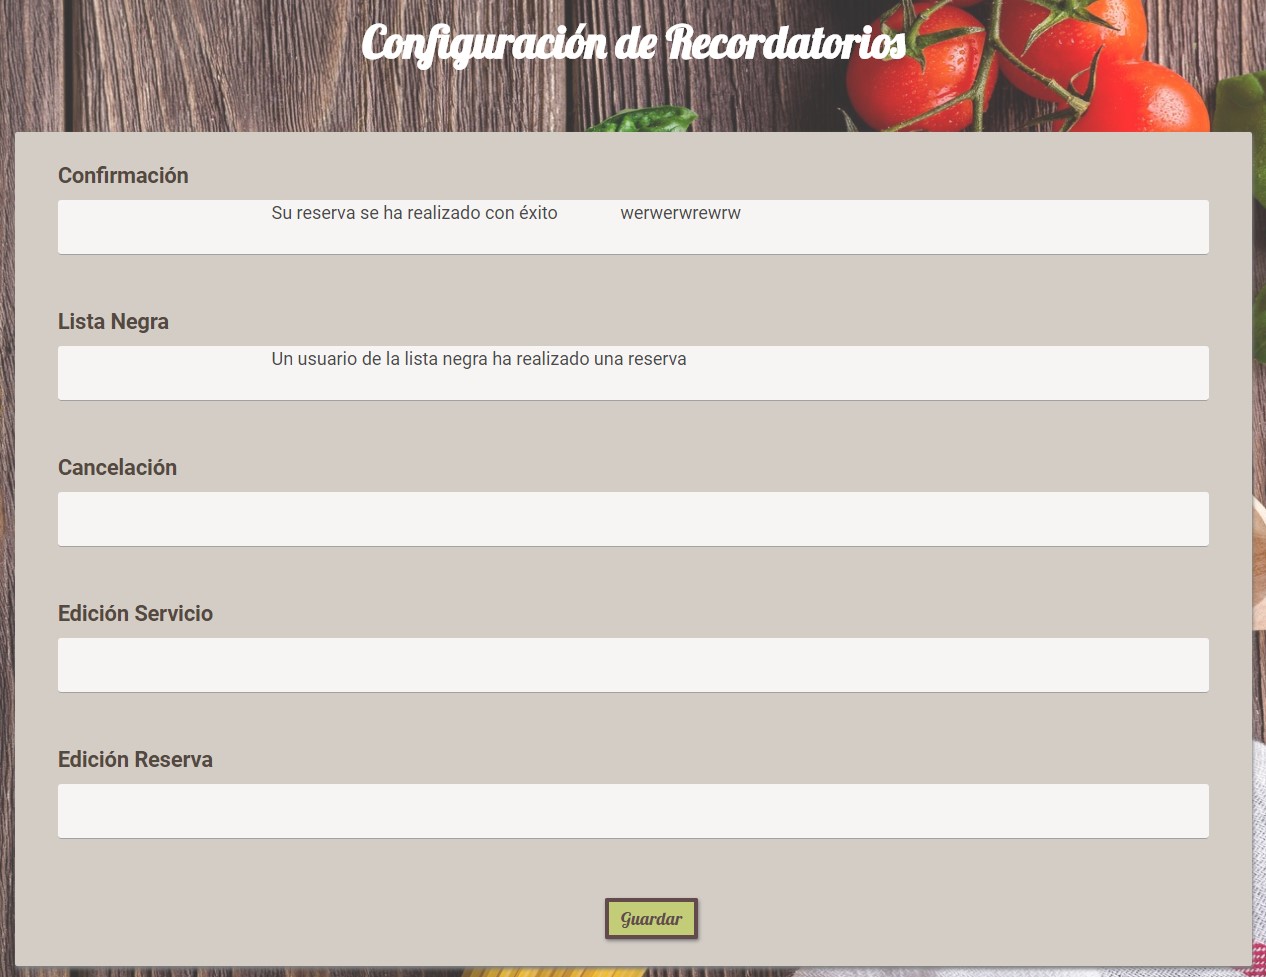 Configuración de Recordatorios
Confirmación
Su reserva se ha realizado con éxito werwerwrewrw
Lista Negra
Un usuario de la lista negra ha realizado una reserva
Cancelación
Edición Servicio
Edición Reserva
Guardar